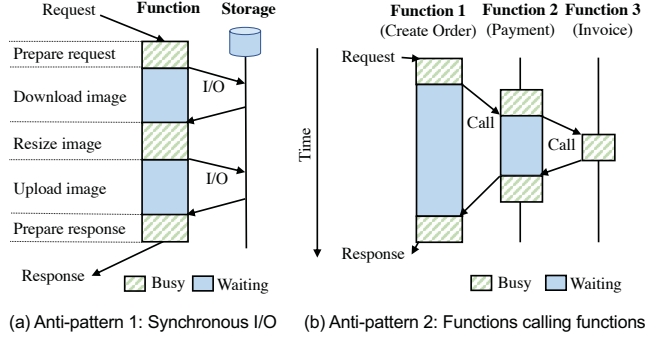 Function Storage
Request
Prepare request
I/O
Download image
Resize image
I/O
Upload image
Prepare response
Response
Busy Waiting
(a) Anti-pattern 1: Synchronous I/O
Function 1 Function 2 Function 3
(Create Order) (Payment) (Invoice)
Request
Call
Call
Time
Response
Busy Waiting
(b) Anti-pattern 2: Functions calling functions